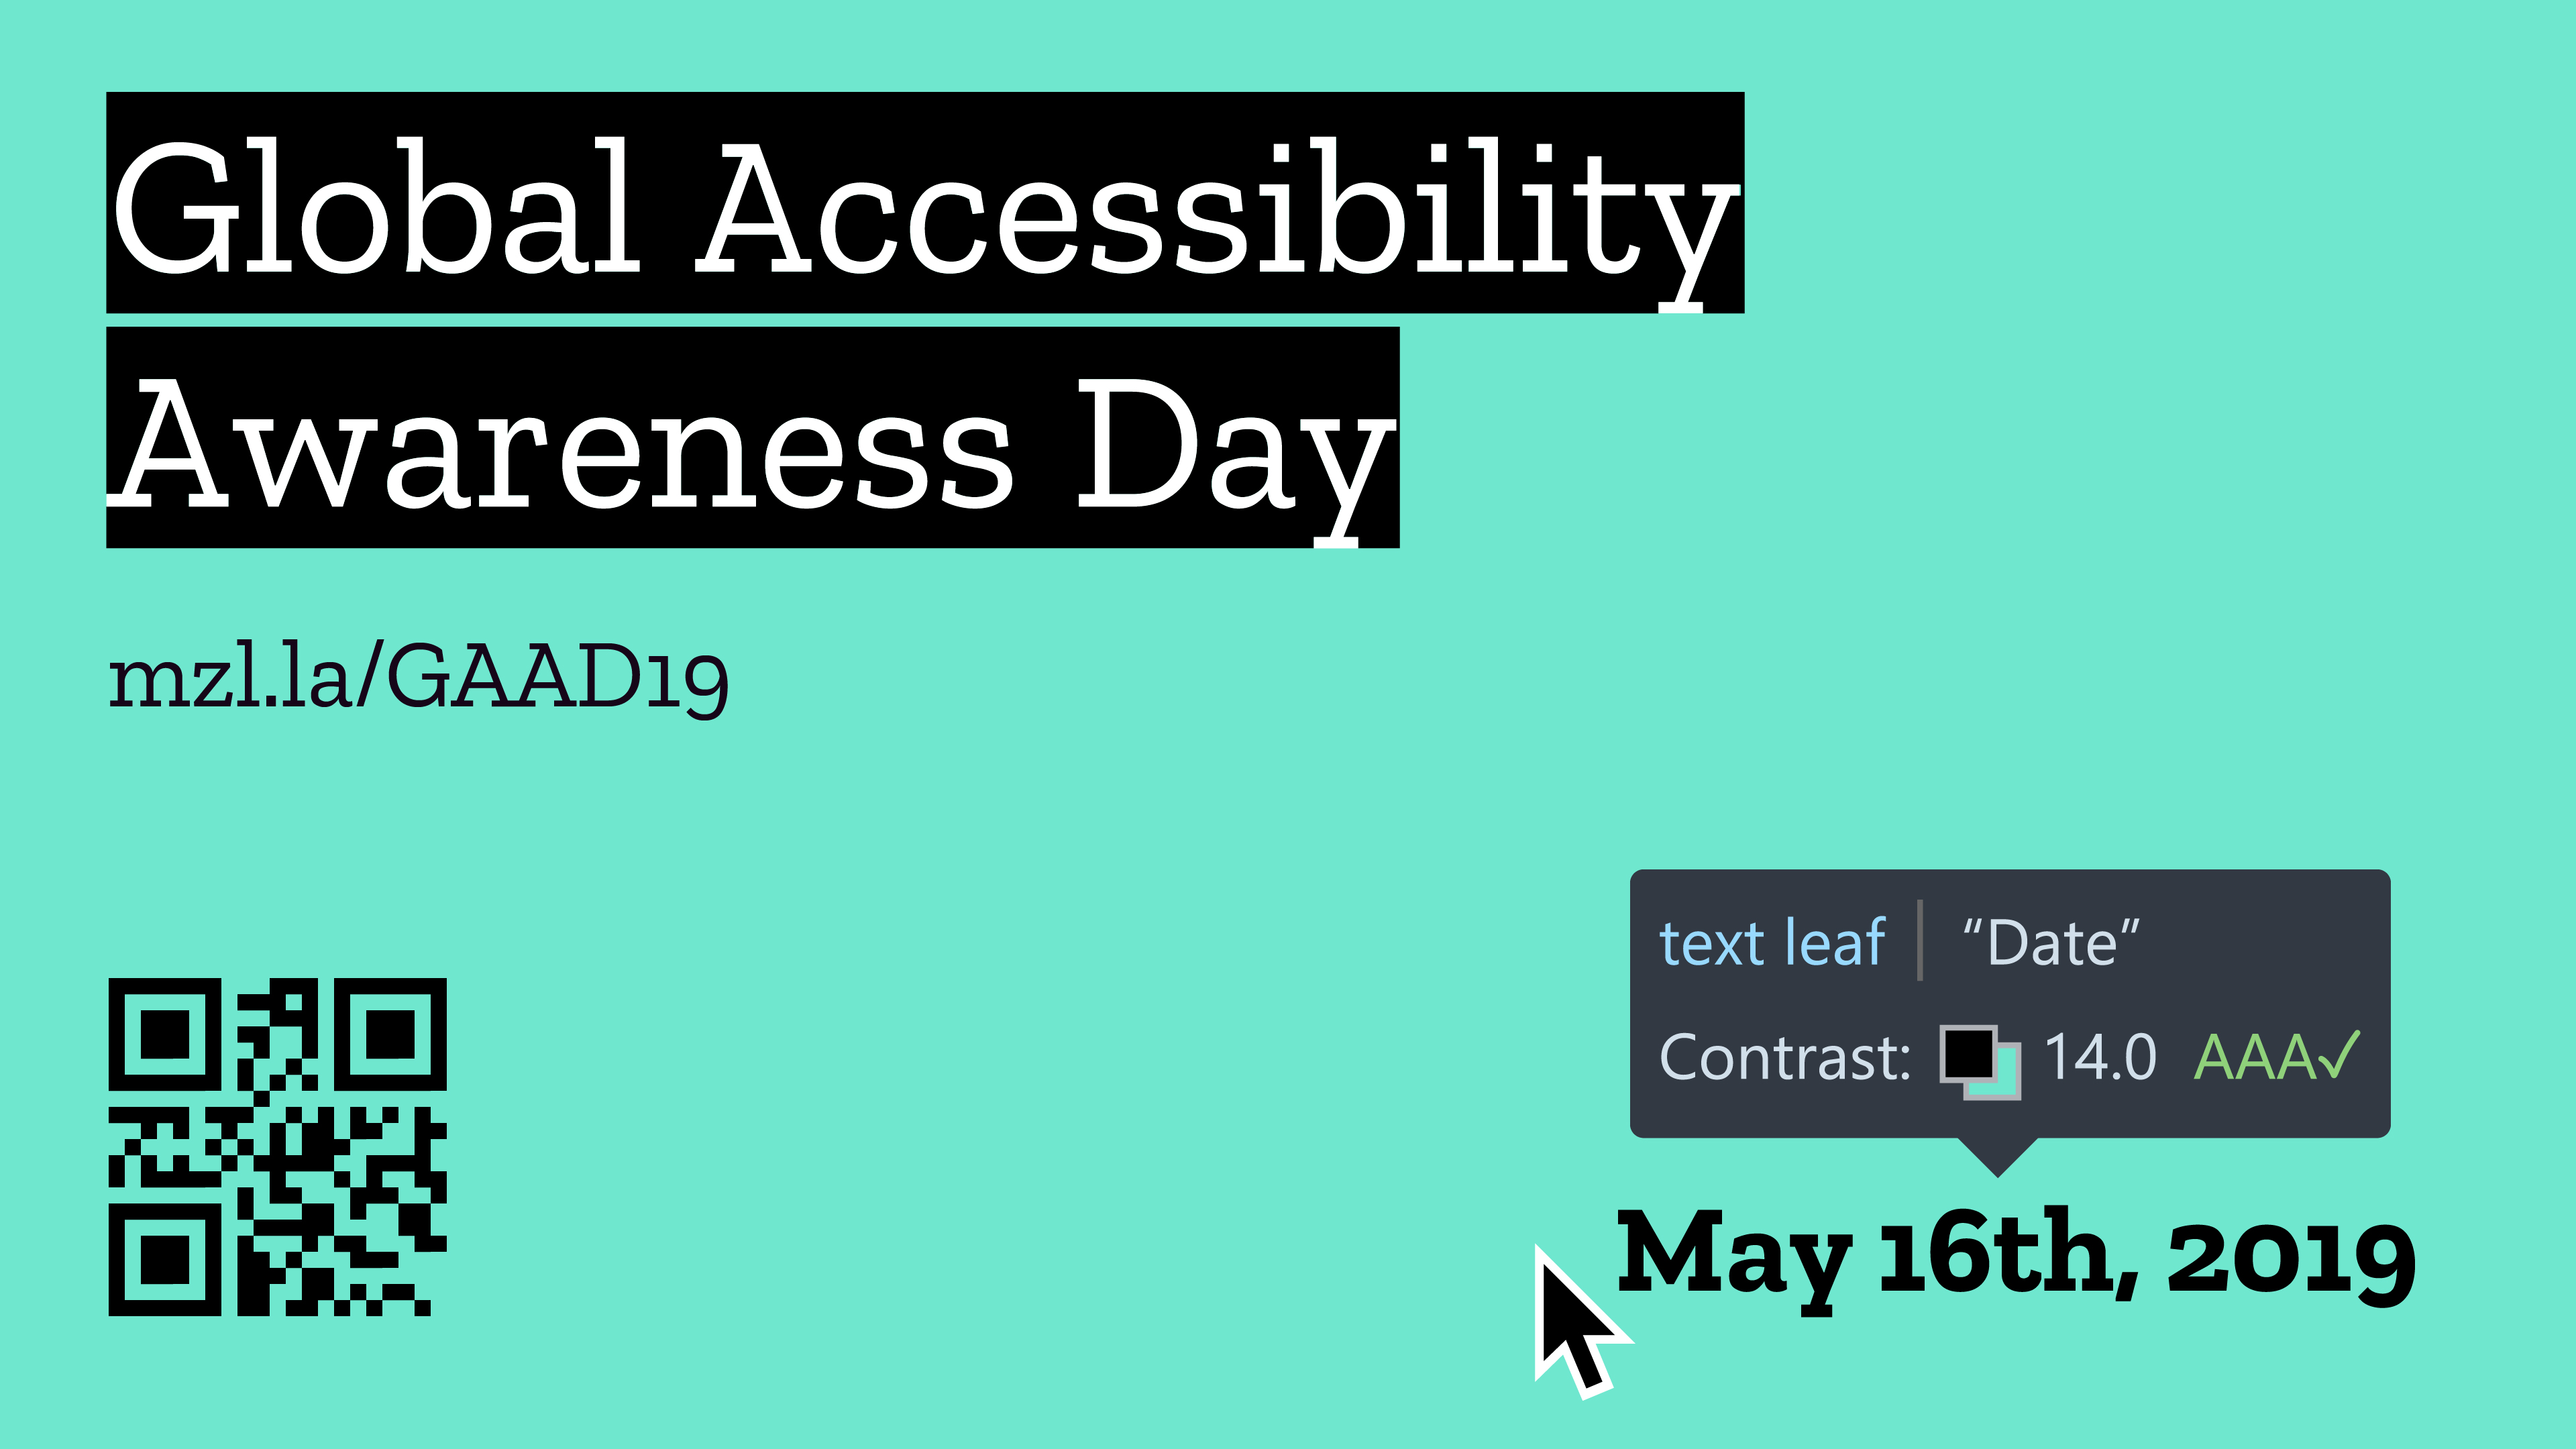 Global Accessibility
Awareness Day
mzl.la/GAAD19
text leaf | “Date”
Contrast: 14.0 AAA✓
May 16th, 2019